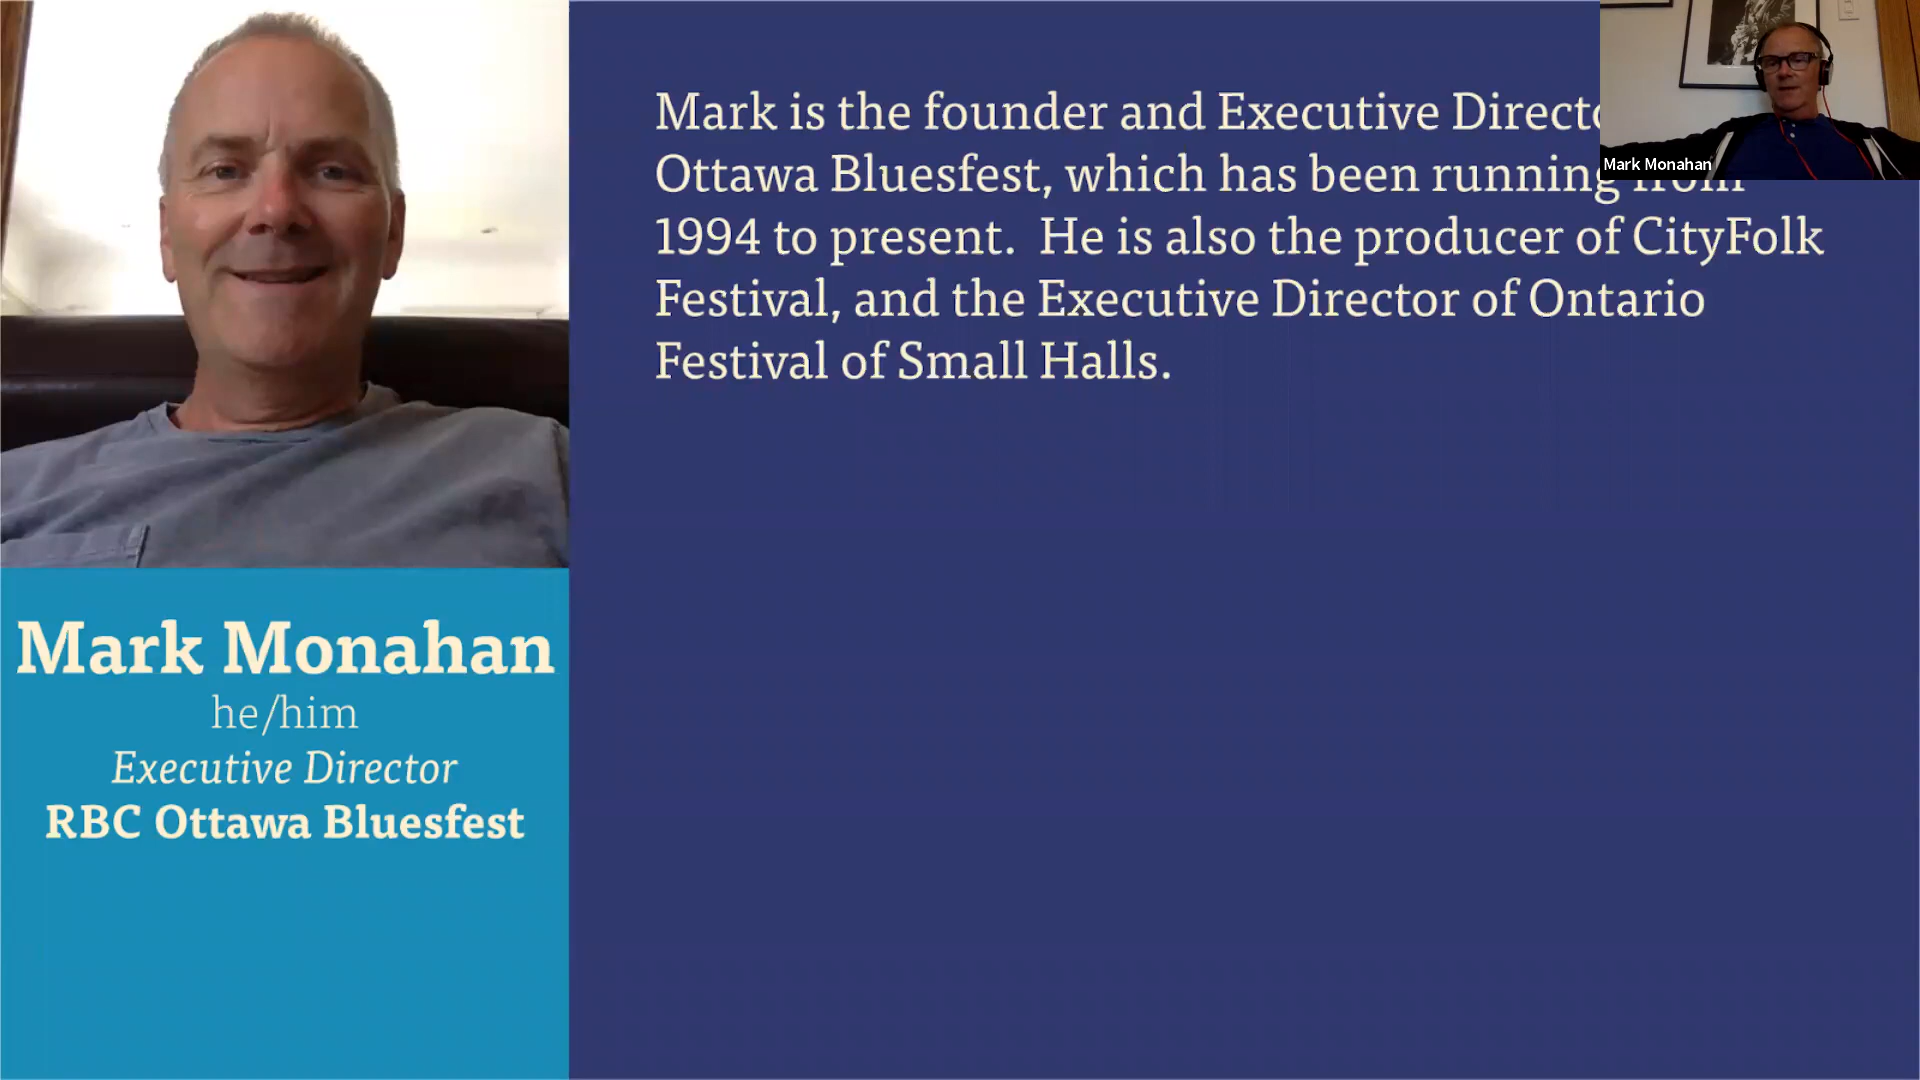 Mark is the founder and Executive
Ottawa Bluesfest, which has been running from
1994 to present. He is also the producer of CityFolk
Festival, and the Executive Director of Ontario
Festival of Small Halls.
Mark Monahan
Mark Monahan
he/him
Executive Director
RBC Ottawa Bluesfest